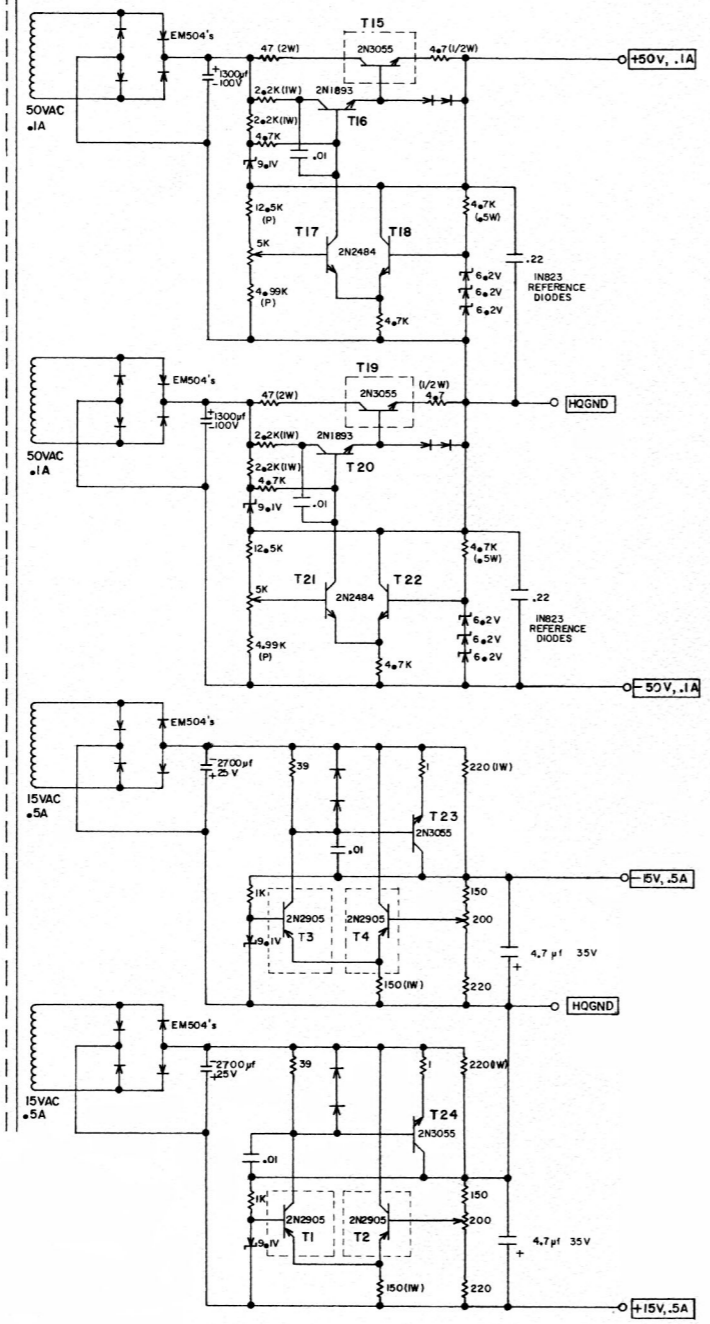 T15
EM504's
47 (2W)
2N3055
4.7(1/2W)
+50V, .1A
+1300µf
-100V
2.2K(1W)
2N1893
T16
50VAC
.1A
2.2K(1W)
4.7K
.01
9.1V
12.5K
(P)
4.7K
(.5W)
T17
T18
5K
2N2484
.22
4.99K
(P)
6.2V
6.2V
6.2V
IN823
REFERENCE
DIODES
4.7K
T19
EM504's
47 (2W)
2N3055
(1/2W)
4.7
HQGND
+1300µf
-100V
2.2K(1W)
2N1893
T20
50VAC
.1A
2.2K(1W)
4.7K
.01
9.1V
12.5K
4.7K
(.5W)
T21
T22
5K
2N2484
.22
4.99K
(P)
6.2V
6.2V
6.2V
IN823
REFERENCE
DIODES
4.7K
-50V, .1A
EM504's
-2700µf
+25V
39
1
220(1W)
15VAC
.5A
T23
2N3055
.01
-15V, .5A
1K
2N2905
T3
2N2905
T4
150
200
9.1V
4.7µf 35V
+
150(1W)
220
HQGND
EM504's
-2700µf
+25V
39
1
220(1W)
15VAC
.5A
T24
2N3055
.01
1K
2N2905
T1
2N2905
T2
150
200
9.1V
4.7µf 35V
+
150(1W)
220
+15V, .5A